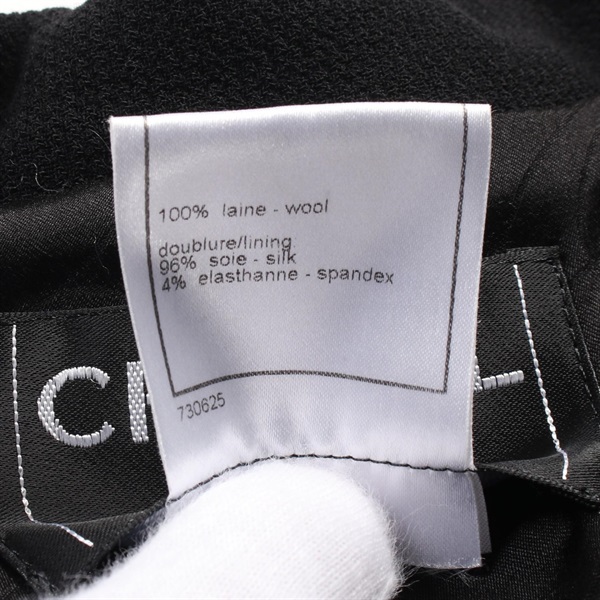 100% laine - wool
doublure/lining
96% soie - silk
4% elasthanne - spandex
730625